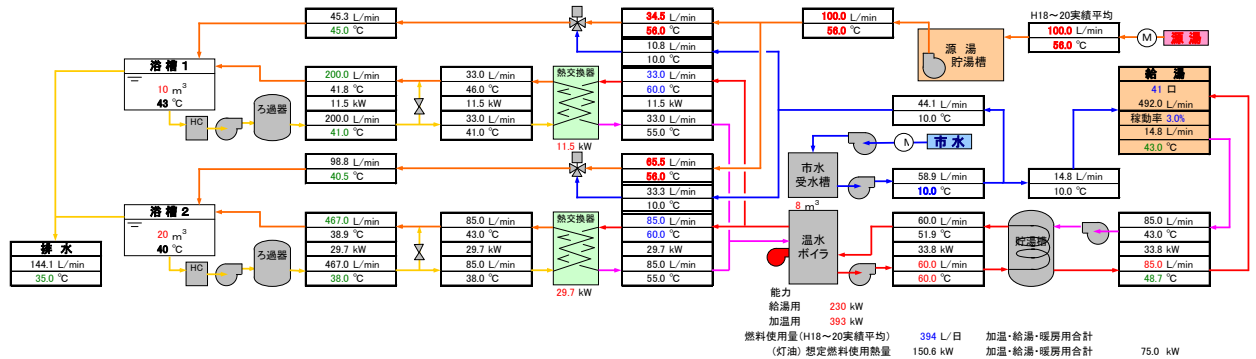 45.3 L/min
45.0 ℃
34.5 L/min
56.0 ℃
10.8 L/min
10.0 ℃
100.0 L/min
56.0 ℃
源 湯
貯湯槽
H18～20実績平均
100.0 L/min
56.0 ℃
M
源 湯
浴 槽 1
10 m³
43 ℃
HC
ろ過器
200.0 L/min
41.8 ℃
11.5 kW
200.0 L/min
41.0 ℃
33.0 L/min
46.0 ℃
11.5 kW
33.0 L/min
41.0 ℃
熱交換器
11.5 kW
33.0 L/min
60.0 ℃
11.5 kW
33.0 L/min
55.0 ℃
44.1 L/min
10.0 ℃
M
市 水
市水
受水槽
8 m³
58.9 L/min
10.0 ℃
14.8 L/min
10.0 ℃
給 湯
41 口
492.0 L/min
稼動率 3.0%
14.8 L/min
43.0 ℃
98.8 L/min
40.5 ℃
65.5 L/min
56.0 ℃
33.3 L/min
10.0 ℃
浴 槽 2
20 m³
40 ℃
HC
ろ過器
467.0 L/min
38.9 ℃
29.7 kW
467.0 L/min
38.0 ℃
85.0 L/min
43.0 ℃
29.7 kW
85.0 L/min
38.0 ℃
熱交換器
29.7 kW
85.0 L/min
60.0 ℃
29.7 kW
85.0 L/min
55.0 ℃
温水
ボイラ
60.0 L/min
51.9 ℃
33.8 kW
60.0 L/min
60.0 ℃
貯湯槽
85.0 L/min
43.0 ℃
33.8 kW
85.0 L/min
48.7 ℃
排 水
144.1 L/min
35.0 ℃
能力
給湯用 230 kW
加温用 393 kW
燃料使用量(H18～20実績平均) 394 L/日 加温・給湯・暖房用合計
(灯油) 想定燃料使用熱量 150.6 kW 加温・給湯・暖房用合計 75.0 kW